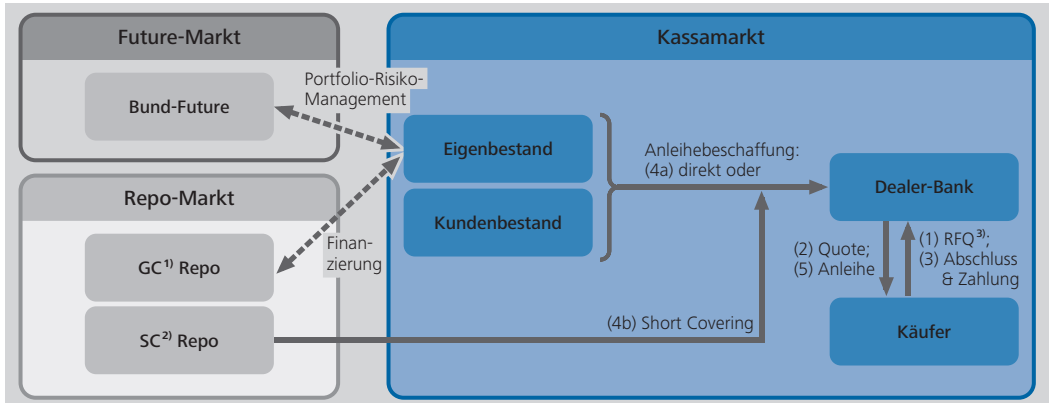 Future-Markt
Bund-Future
Portfolio-Risiko-
Management
Repo-Markt
GC¹⁾ Repo
SC²⁾ Repo
Finan-
zierung
Kassamarkt
Eigenbestand
Kundenbestand
Anleihebeschaffung:
(4a) direkt oder
(4b) Short Covering
Dealer-Bank
(2) Quote;
(5) Anleihe
(1) RFQ³⁾;
(3) Abschluss
& Zahlung
Käufer